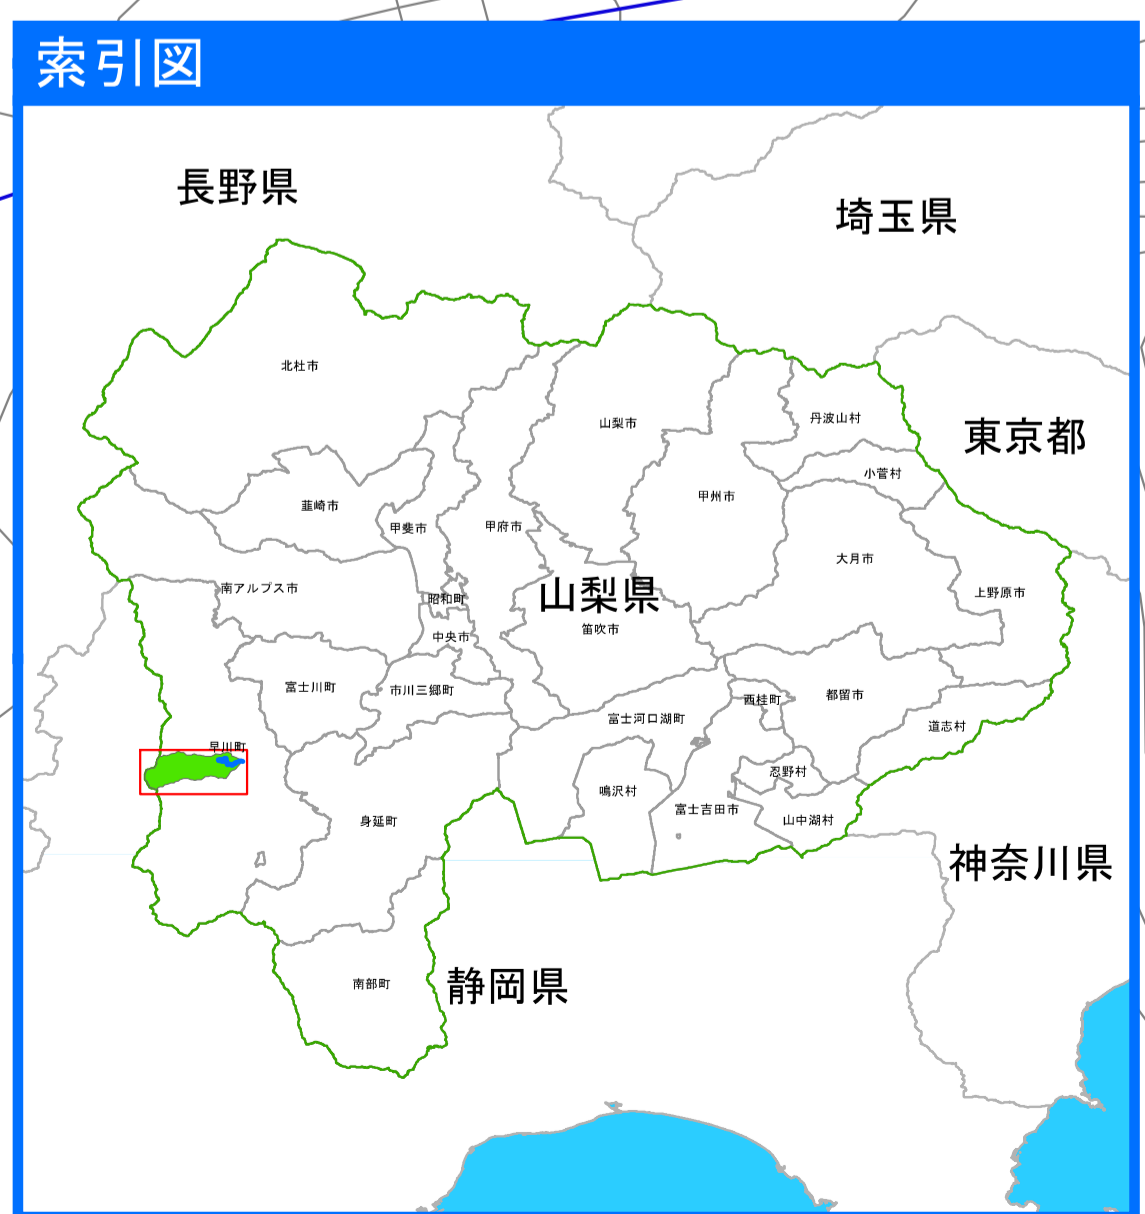 索引図
長野県
埼玉県
北杜市
丹波山村
山梨市
東京都
小菅村
甲州市
韮崎市
甲斐市
甲府市
大月市
南アルプス市
上野原市
昭和町
山梨県
笛吹市
中央市
富士川町
市川三郷町
西桂町
都留市
富士河口湖町
道志村
早川町
忍野村
鳴沢村
富士吉田市
山中湖村
身延町
神奈川県
南部町
静岡県